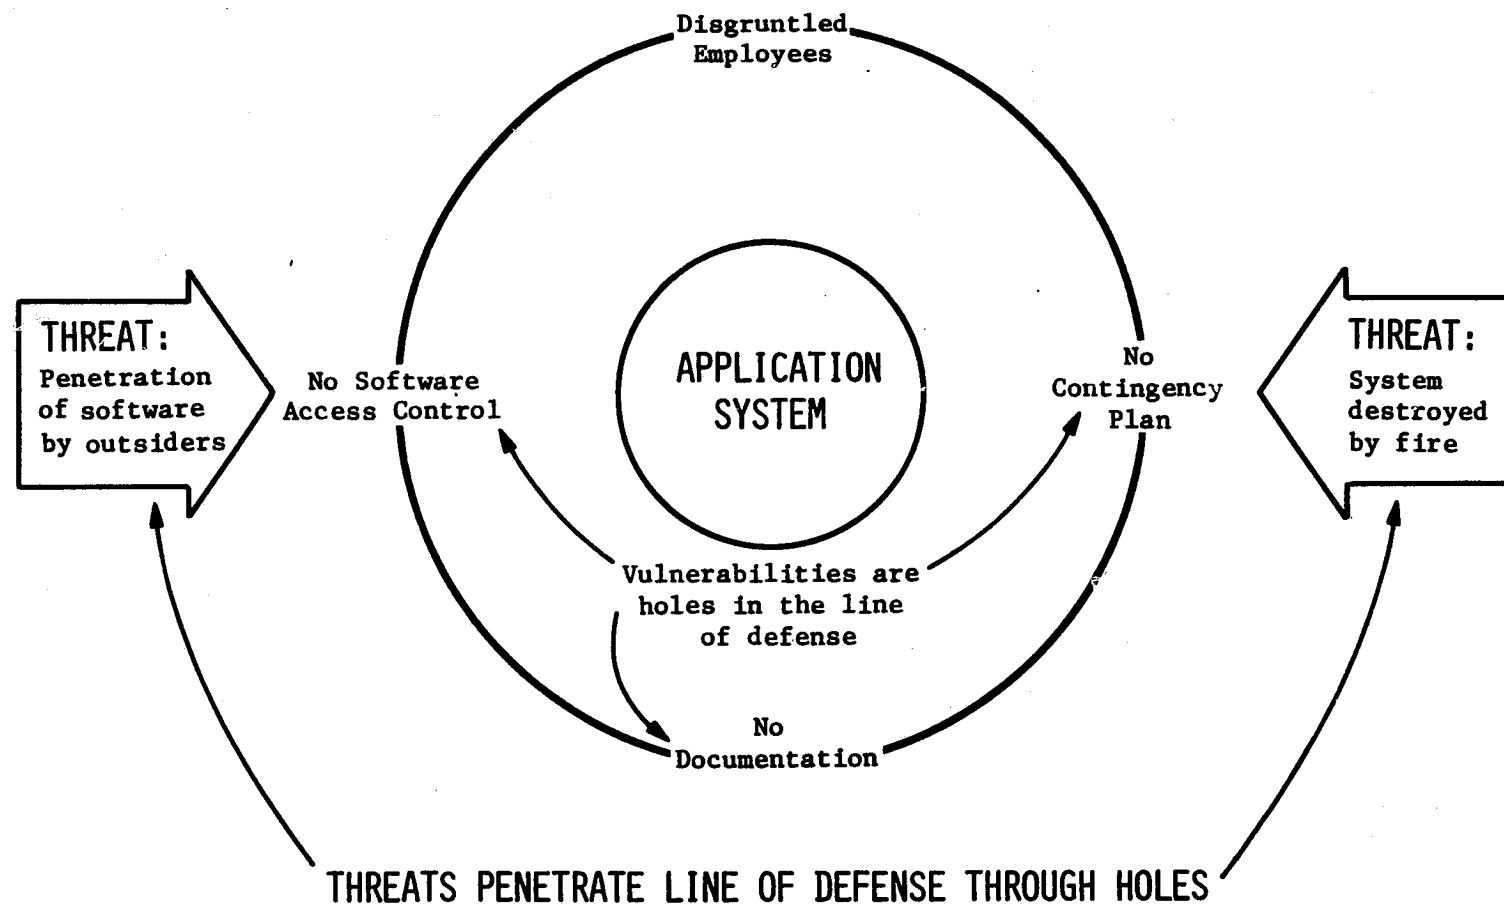 Disgruntled
Employees
THREAT:
Penetration
of software
by outsiders
No Software
Access Control
APPLICATION
SYSTEM
No
Contingency
Plan
THREAT:
System
destroyed
by fire
Vulnerabilities are
holes in the line
of defense
No
Documentation
THREATS PENETRATE LINE OF DEFENSE THROUGH HOLES